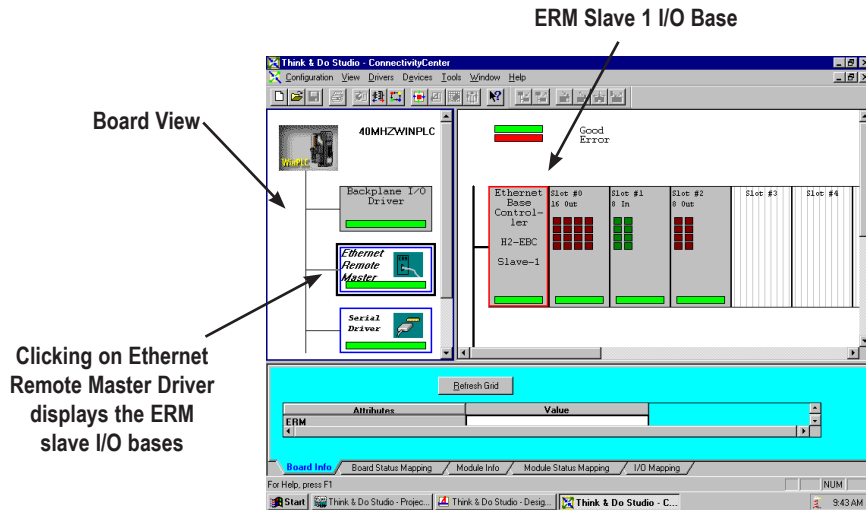 ERM Slave 1 I/O Base
Think & Do Studio - ConnectivityCenter
Configuration View Drivers Devices Tools Window Help
Board View
WinPLC
40MHZWINPLC
Backplane I/O
Driver
Ethernet
Remote
Master
Serial
Driver
Good
Error
Ethernet
Base
Control-
ler
H2-EBC
Slave-1
Slot #0
16 Out
Slot #1
8 In
Slot #2
8 Out
Slot #3
Slot #4
Clicking on Ethernet
Remote Master Driver
displays the ERM
slave I/O bases
Refresh Grid
Attributes Value
ERM
Board Info Board Status Mapping Module Info Module Status Mapping I/O Mapping
For Help, press F1 NUM
Start Think & Do Studio - Projec... Think & Do Studio - Desig... Think & Do Studio - C... 9:43 AM